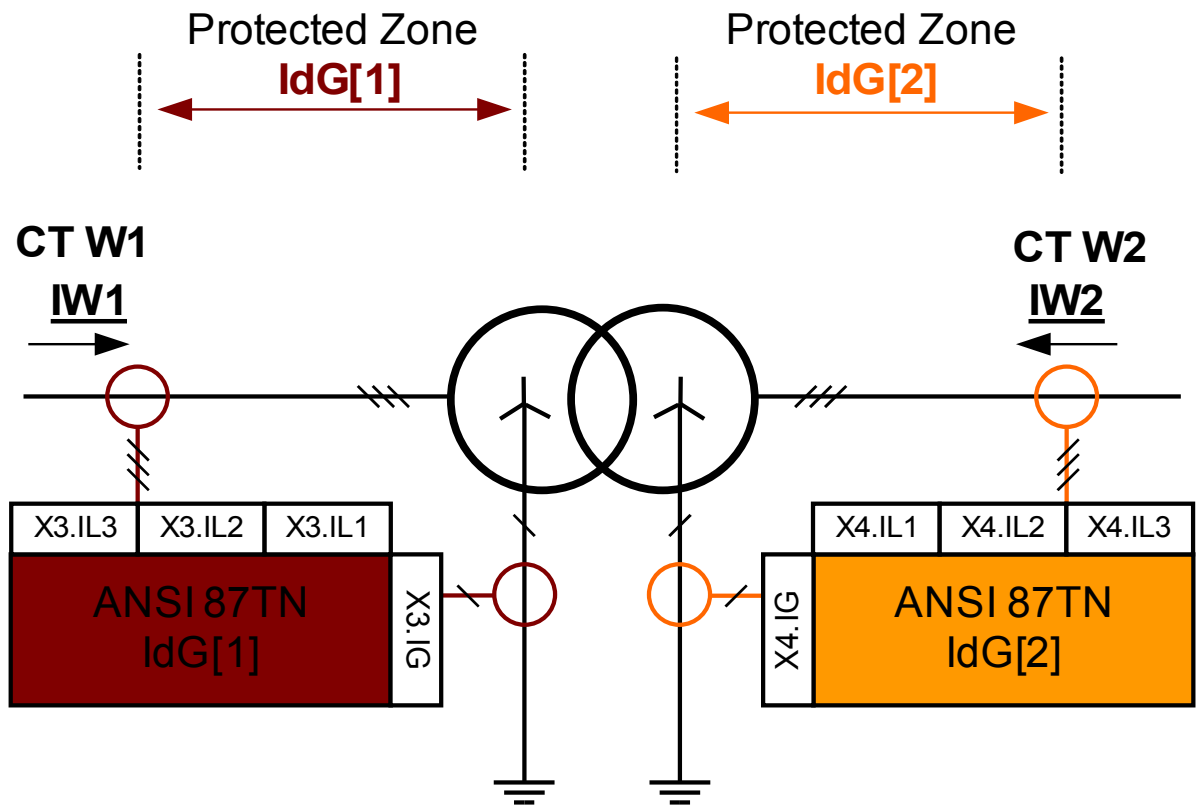 Protected Zone
IdG[1]
Protected Zone
IdG[2]
CT W1
IW1
CT W2
IW2
X3.IL3
X3.IL2
X3.IL1
X4.IL1
X4.IL2
X4.IL3
ANSI 87TN
IdG[1]
X3.IG
X4.IG
ANSI 87TN
IdG[2]